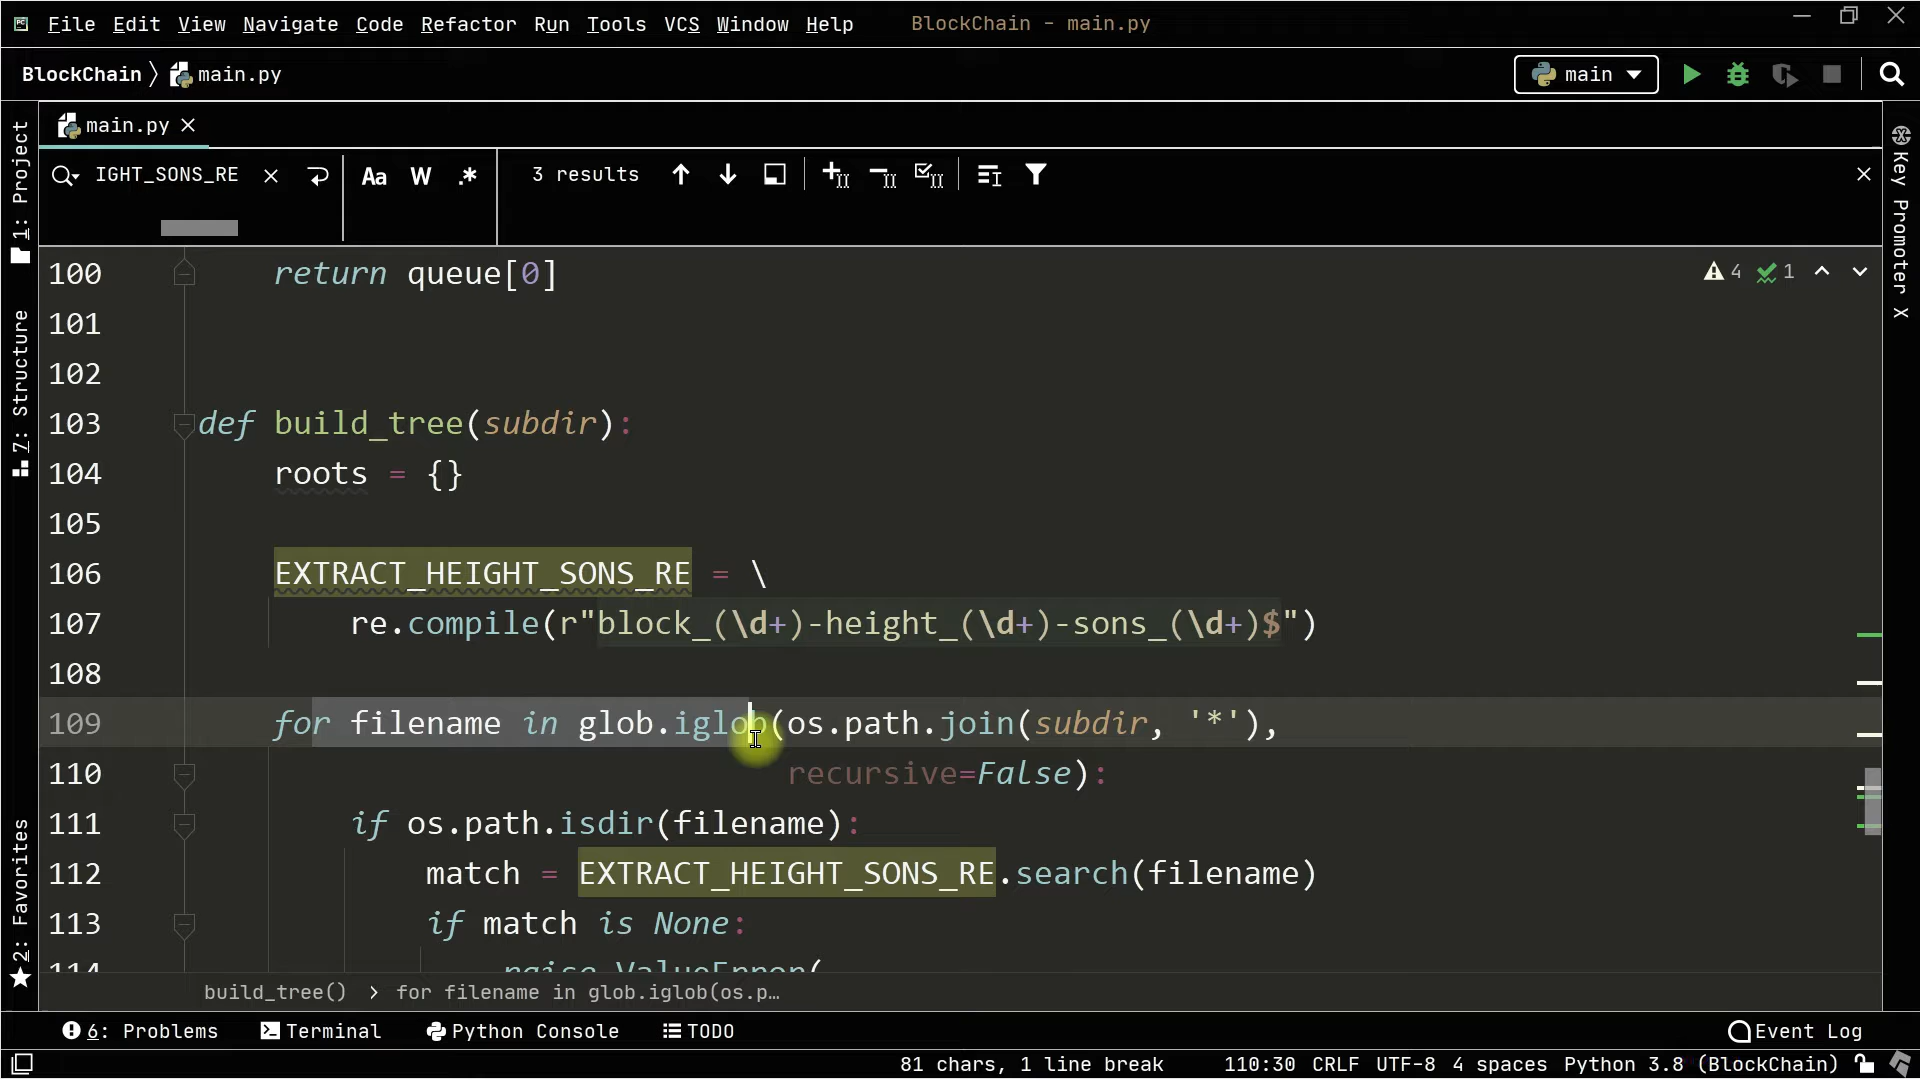 File Edit View Navigate Code Refactor Run Tools VCS Window Help BlockChain - main.py
BlockChain main.py main
main.py
IGHT_SONS_RE Aa W .* 3 results
1: Project
7: Structure
2: Favorites
Key Promoter X
4 1
100 return queue[0]
101
102
103 def build_tree(subdir):
104 roots = {}
105
106 EXTRACT_HEIGHT_SONS_RE = \
107 re.compile(r"block_(\d+)-height_(\d+)-sons_(\d+)$")
108
109 for filename in glob.iglob(os.path.join(subdir, '*'),
110 recursive=False):
111 if os.path.isdir(filename):
112 match = EXTRACT_HEIGHT_SONS_RE.search(filename)
113 if match is None:
114 raise ValueError(
build_tree() > for filename in glob.iglob(os.p…
6: Problems Terminal Python Console TODO Event Log
81 chars, 1 line break 110:30 CRLF UTF-8 4 spaces Python 3.8 (BlockChain)